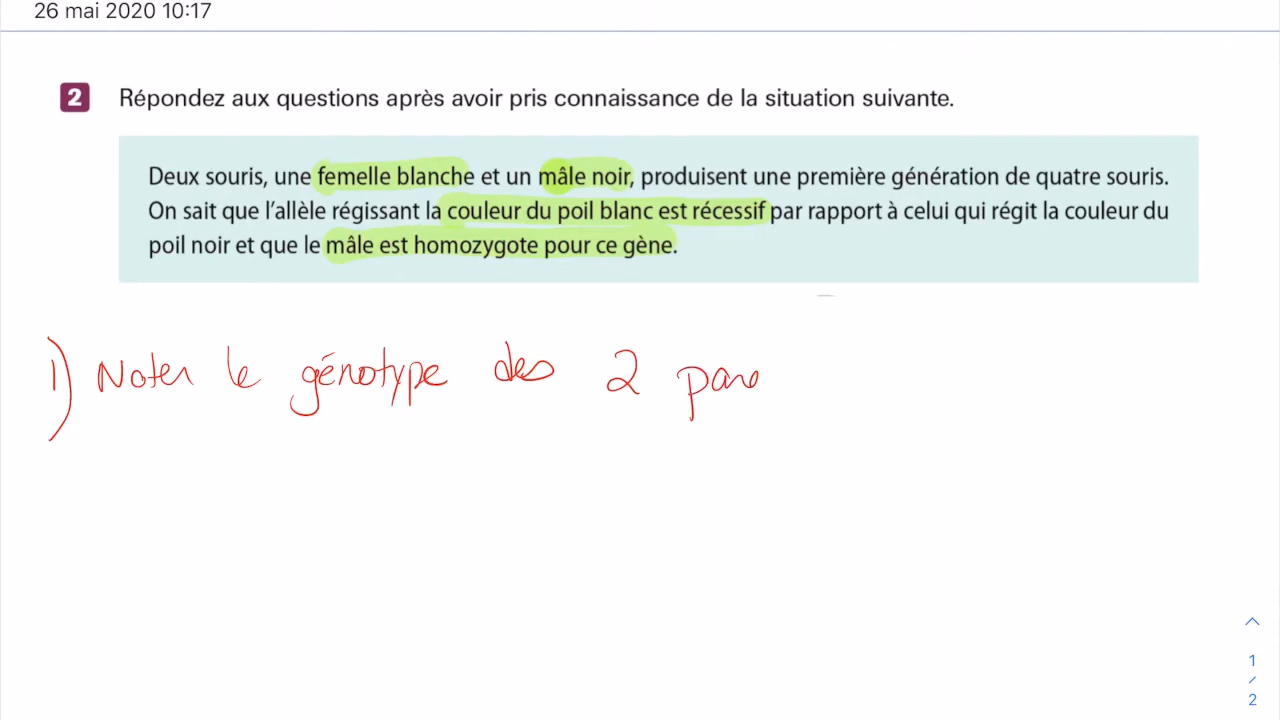 26 mai 2020 10:17
2 Répondez aux questions après avoir pris connaissance de la situation suivante.
Deux souris, une femelle blanche et un mâle noir, produisent une première génération de quatre souris.
On sait que l'allèle régissant la couleur du poil blanc est récessif par rapport à celui qui régit la couleur du
poil noir et que le mâle est homozygote pour ce gène.
1) Noter le génotype des 2 pare
1
/
2